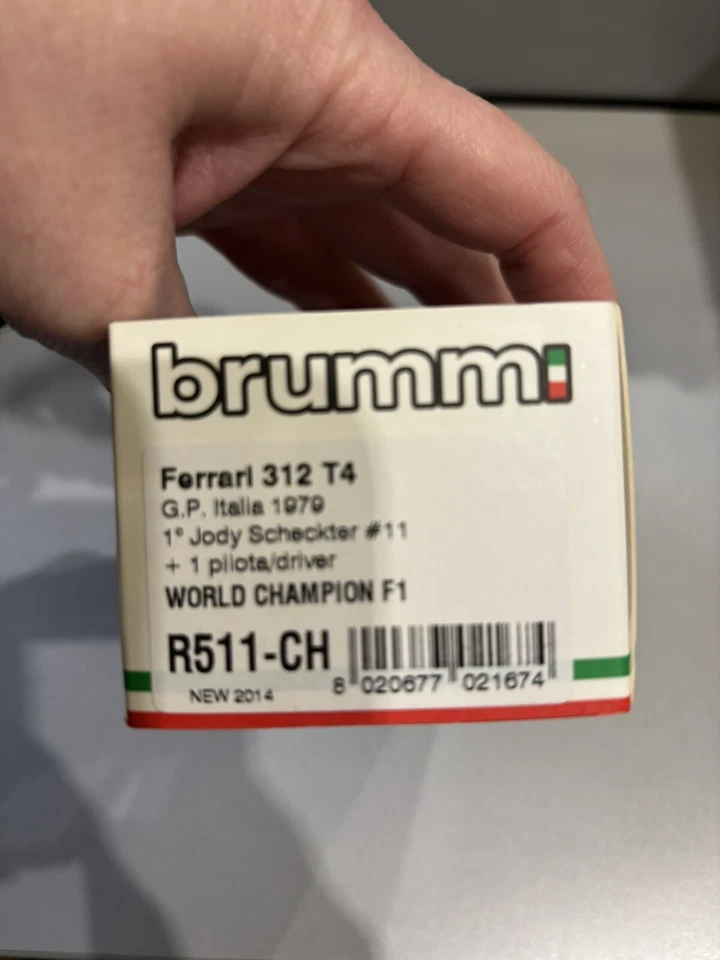 brumm
Ferrari 312 T4
G.P. Italia 1979
1° Jody Scheckter #11
+ 1 pilota/driver
WORLD CHAMPION F1
R511-CH
NEW 2014
8 020677 021674